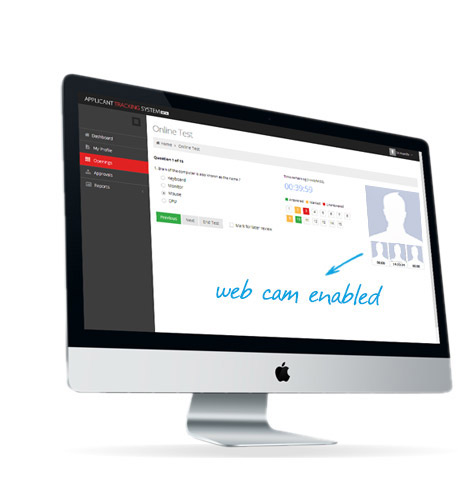 APPLICANT TRACKING SYSTEM
Online Test
Home > Online Test
Dashboard
My Profile
Openings
Approvals
Reports
Question 1 of 15
1. Brain of the computer is also known as the name ?
Keyboard
Monitor
Mouse
CPU
Previous Next End Test
Mark for later review
00:39:59
1 2 3 4 5 6 7 8
9 10 11 12 13 14 15
web cam enabled